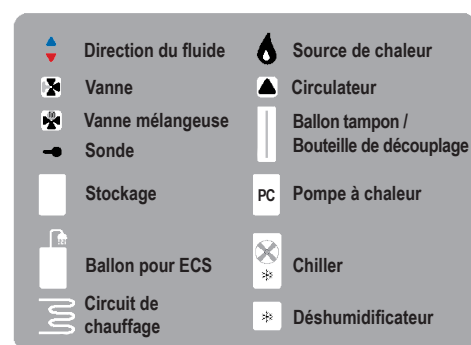 Direction du fluide
Vanne
Vanne mélangeuse
Sonde
Stockage
Ballon pour ECS
Circuit de
chauffage
Source de chaleur
Circulateur
Ballon tampon /
Bouteille de découplage
PC Pompe à chaleur
Chiller
Déshumidificateur